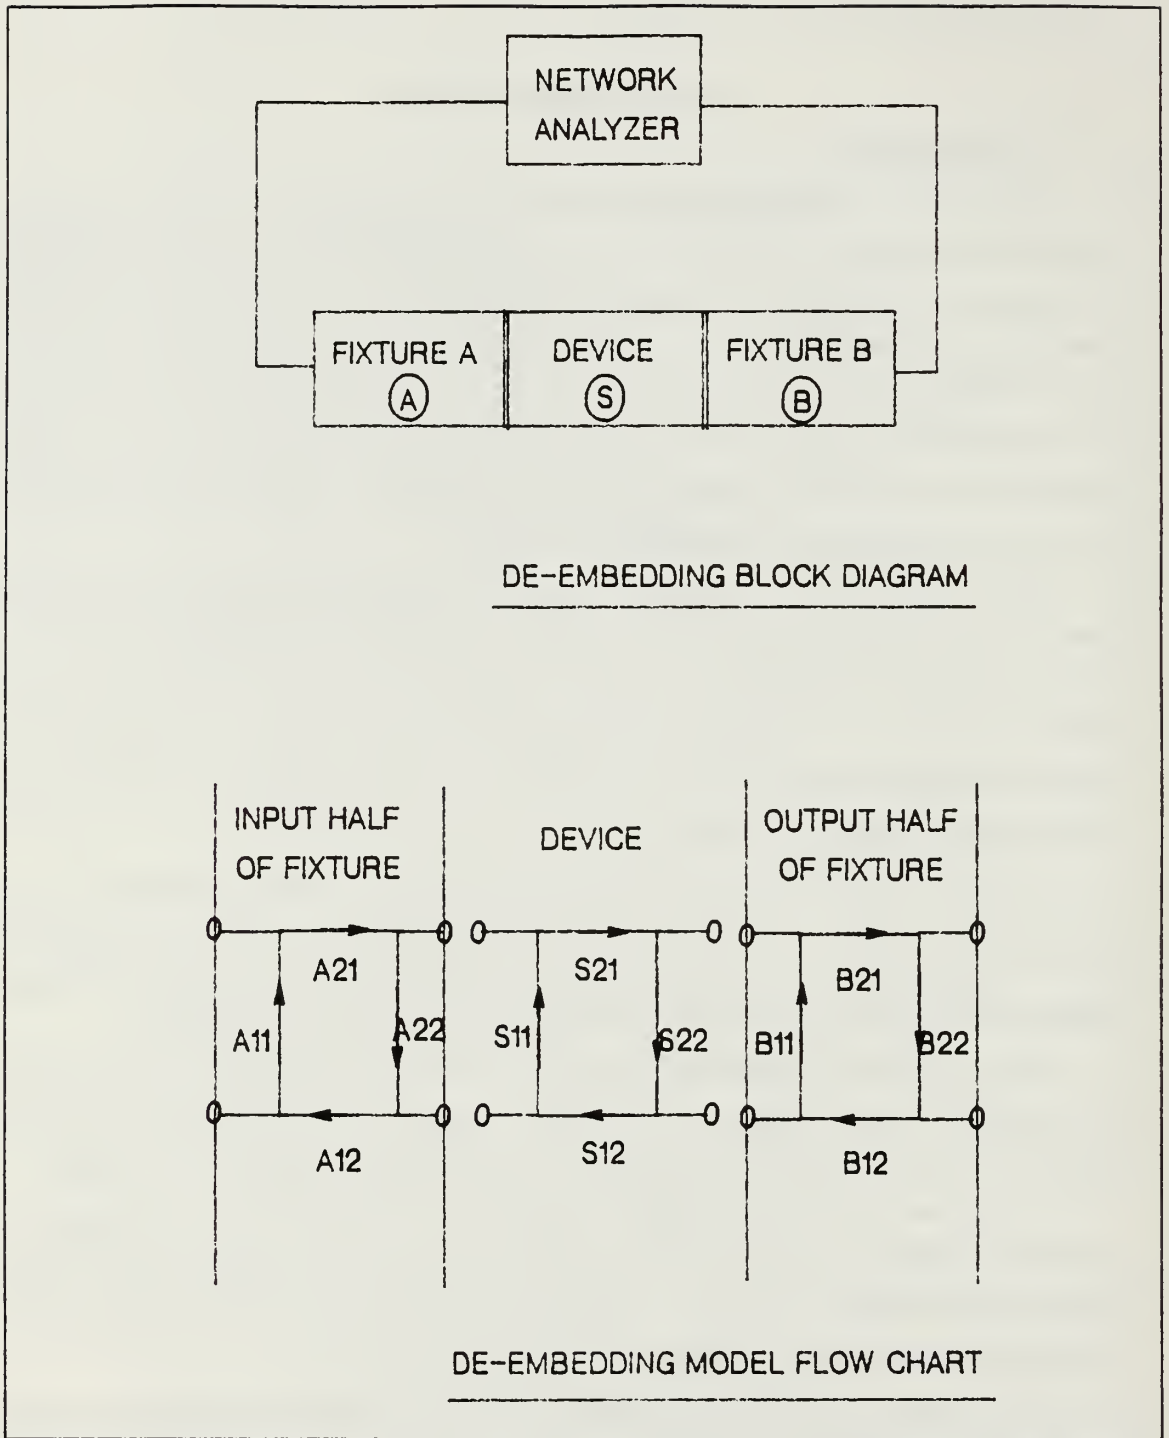 NETWORK
ANALYZER
FIXTURE A
A
DEVICE
S
FIXTURE B
B
DE-EMBEDDING BLOCK DIAGRAM
INPUT HALF
OF FIXTURE
DEVICE
OUTPUT HALF
OF FIXTURE
A21
S21
B21
A11
A22
S11
S22
B11
B22
A12
S12
B12
DE-EMBEDDING MODEL FLOW CHART